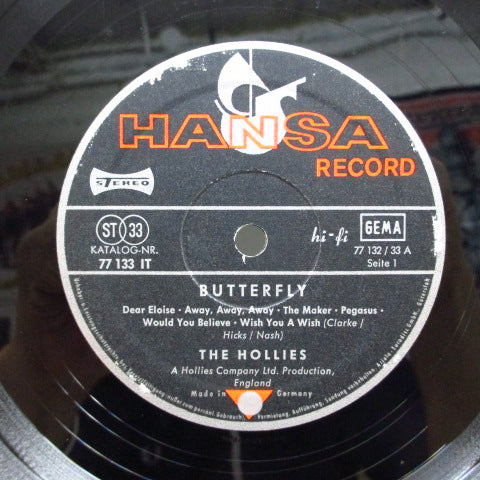 HANSA
RECORD
STEREO
ST 33
KATALOG-NR.
77 133 IT
hi-fi
GEMA
77 132 / 33 A
Seite 1
BUTTERFLY
Dear Eloise · Away, Away, Away · The Maker · Pegasus ·
Would You Believe · Wish You A Wish (Clarke /
Hicks / Nash)
THE HOLLIES
A Hollies Company Ltd. Production,
England
Made in Germany